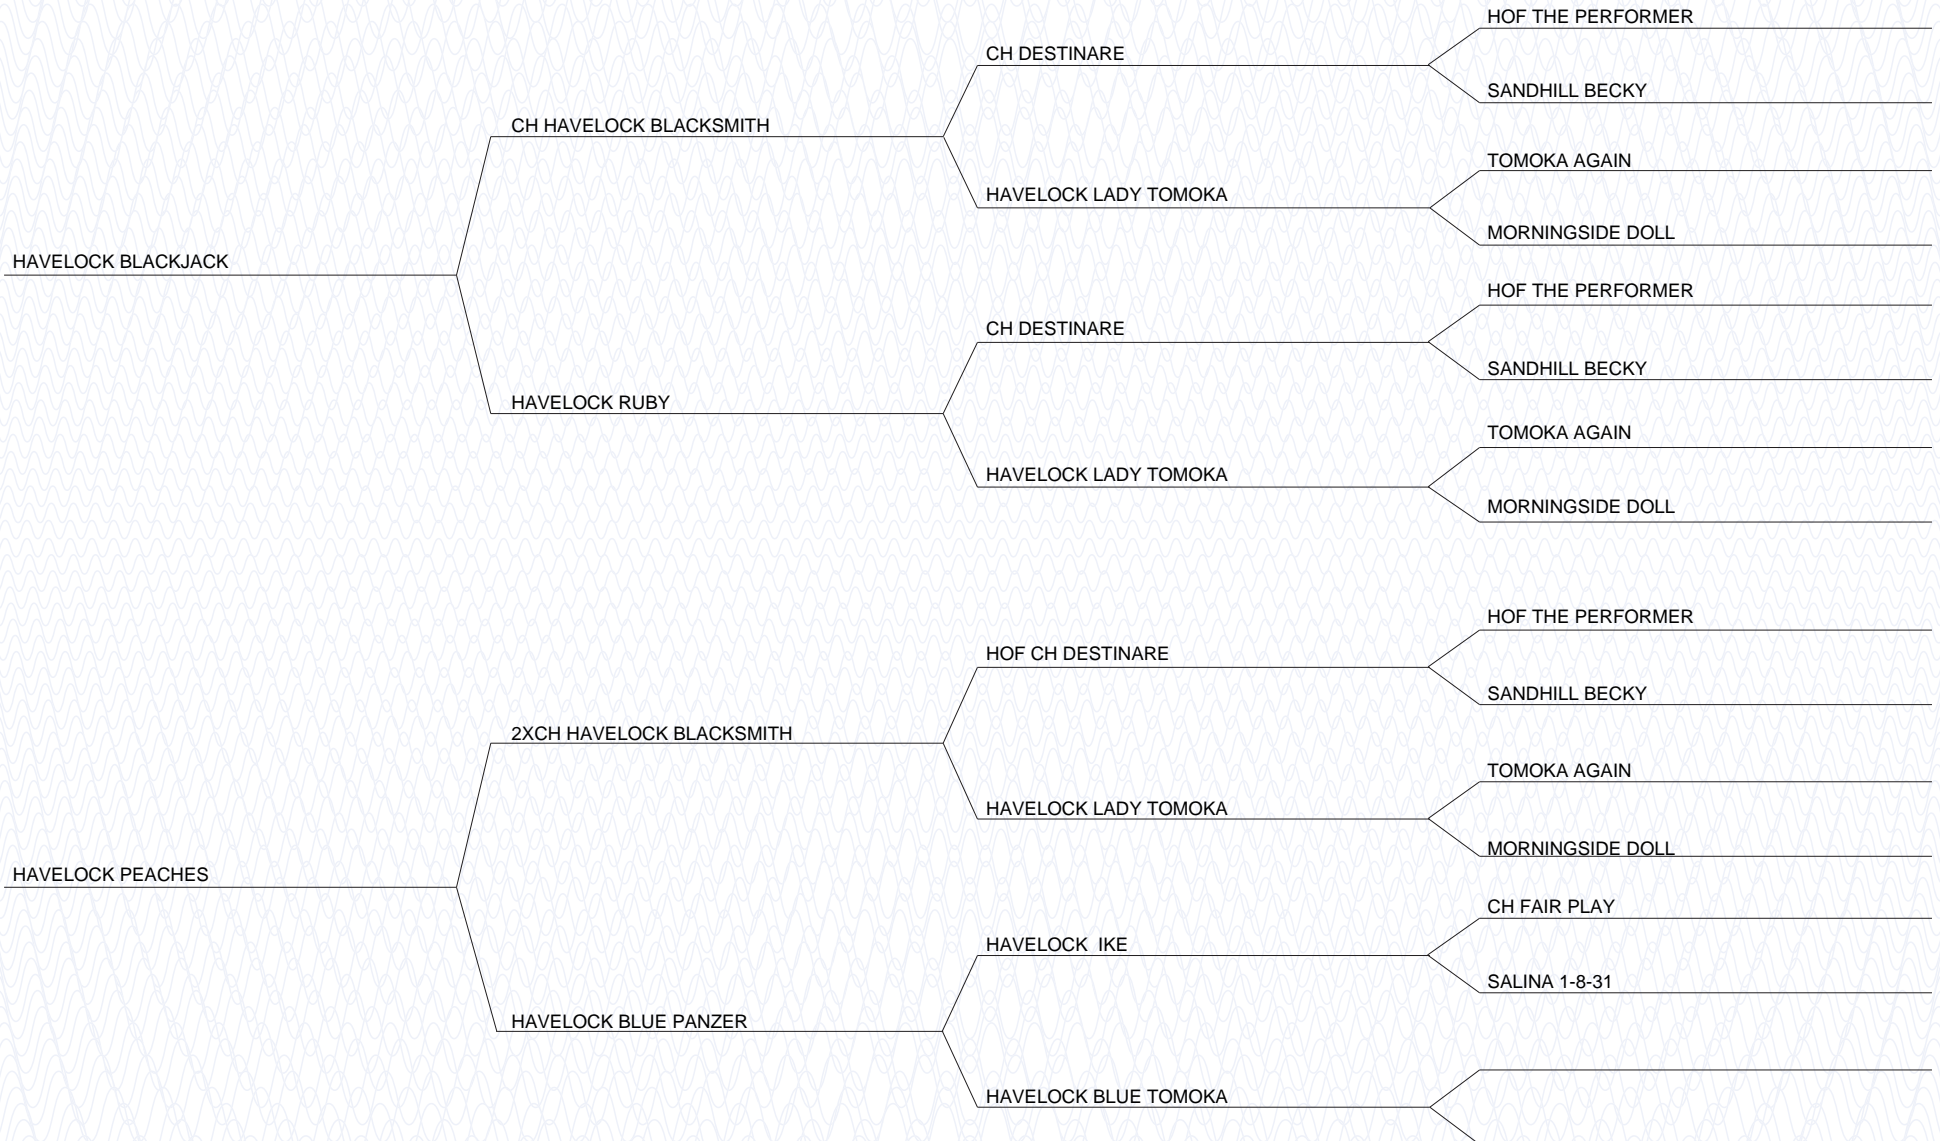 HOF THE PERFORMER
CH DESTINARE
SANDHILL BECKY
CH HAVELOCK BLACKSMITH
TOMOKA AGAIN
HAVELOCK LADY TOMOKA
MORNINGSIDE DOLL
HAVELOCK BLACKJACK
HOF THE PERFORMER
CH DESTINARE
SANDHILL BECKY
HAVELOCK RUBY
TOMOKA AGAIN
HAVELOCK LADY TOMOKA
MORNINGSIDE DOLL
HOF THE PERFORMER
HOF CH DESTINARE
SANDHILL BECKY
2XCH HAVELOCK BLACKSMITH
TOMOKA AGAIN
HAVELOCK LADY TOMOKA
MORNINGSIDE DOLL
HAVELOCK PEACHES
CH FAIR PLAY
HAVELOCK  IKE
SALINA 1-8-31
HAVELOCK BLUE PANZER
HAVELOCK BLUE TOMOKA